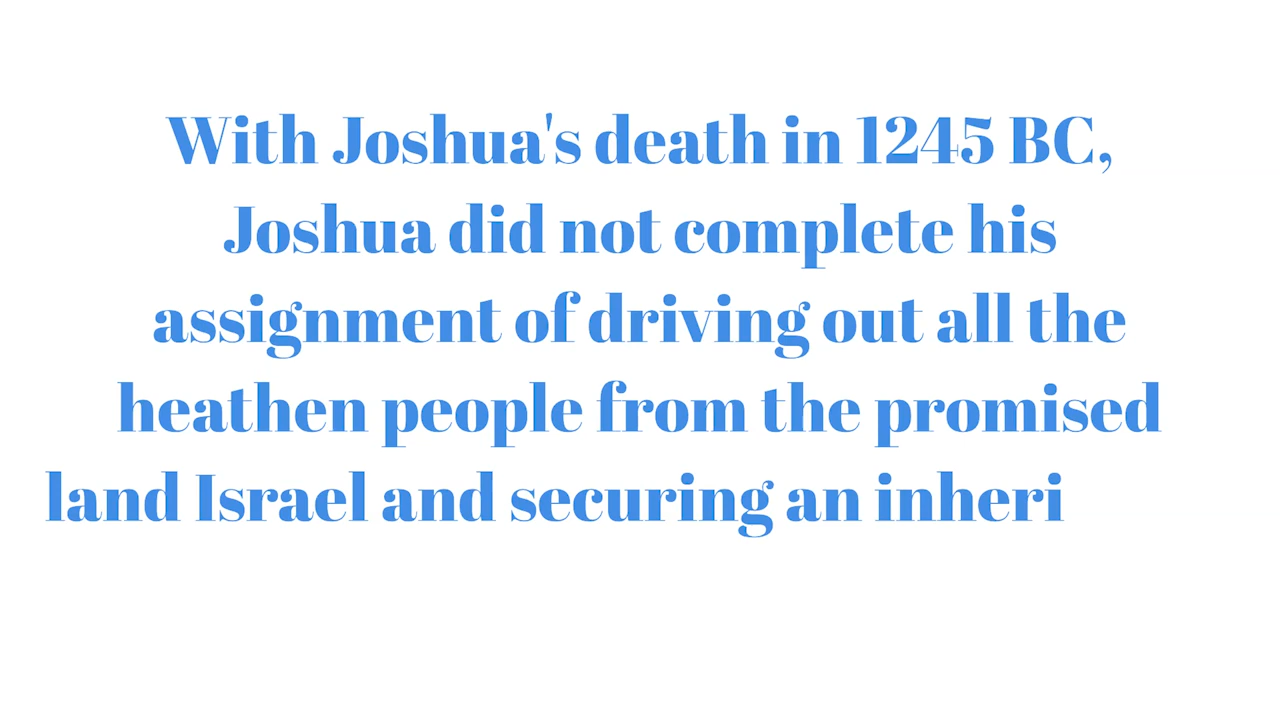 With Joshua's death in 1245 BC,
Joshua did not complete his
assignment of driving out all the
heathen people from the promised
land Israel and securing an inheri